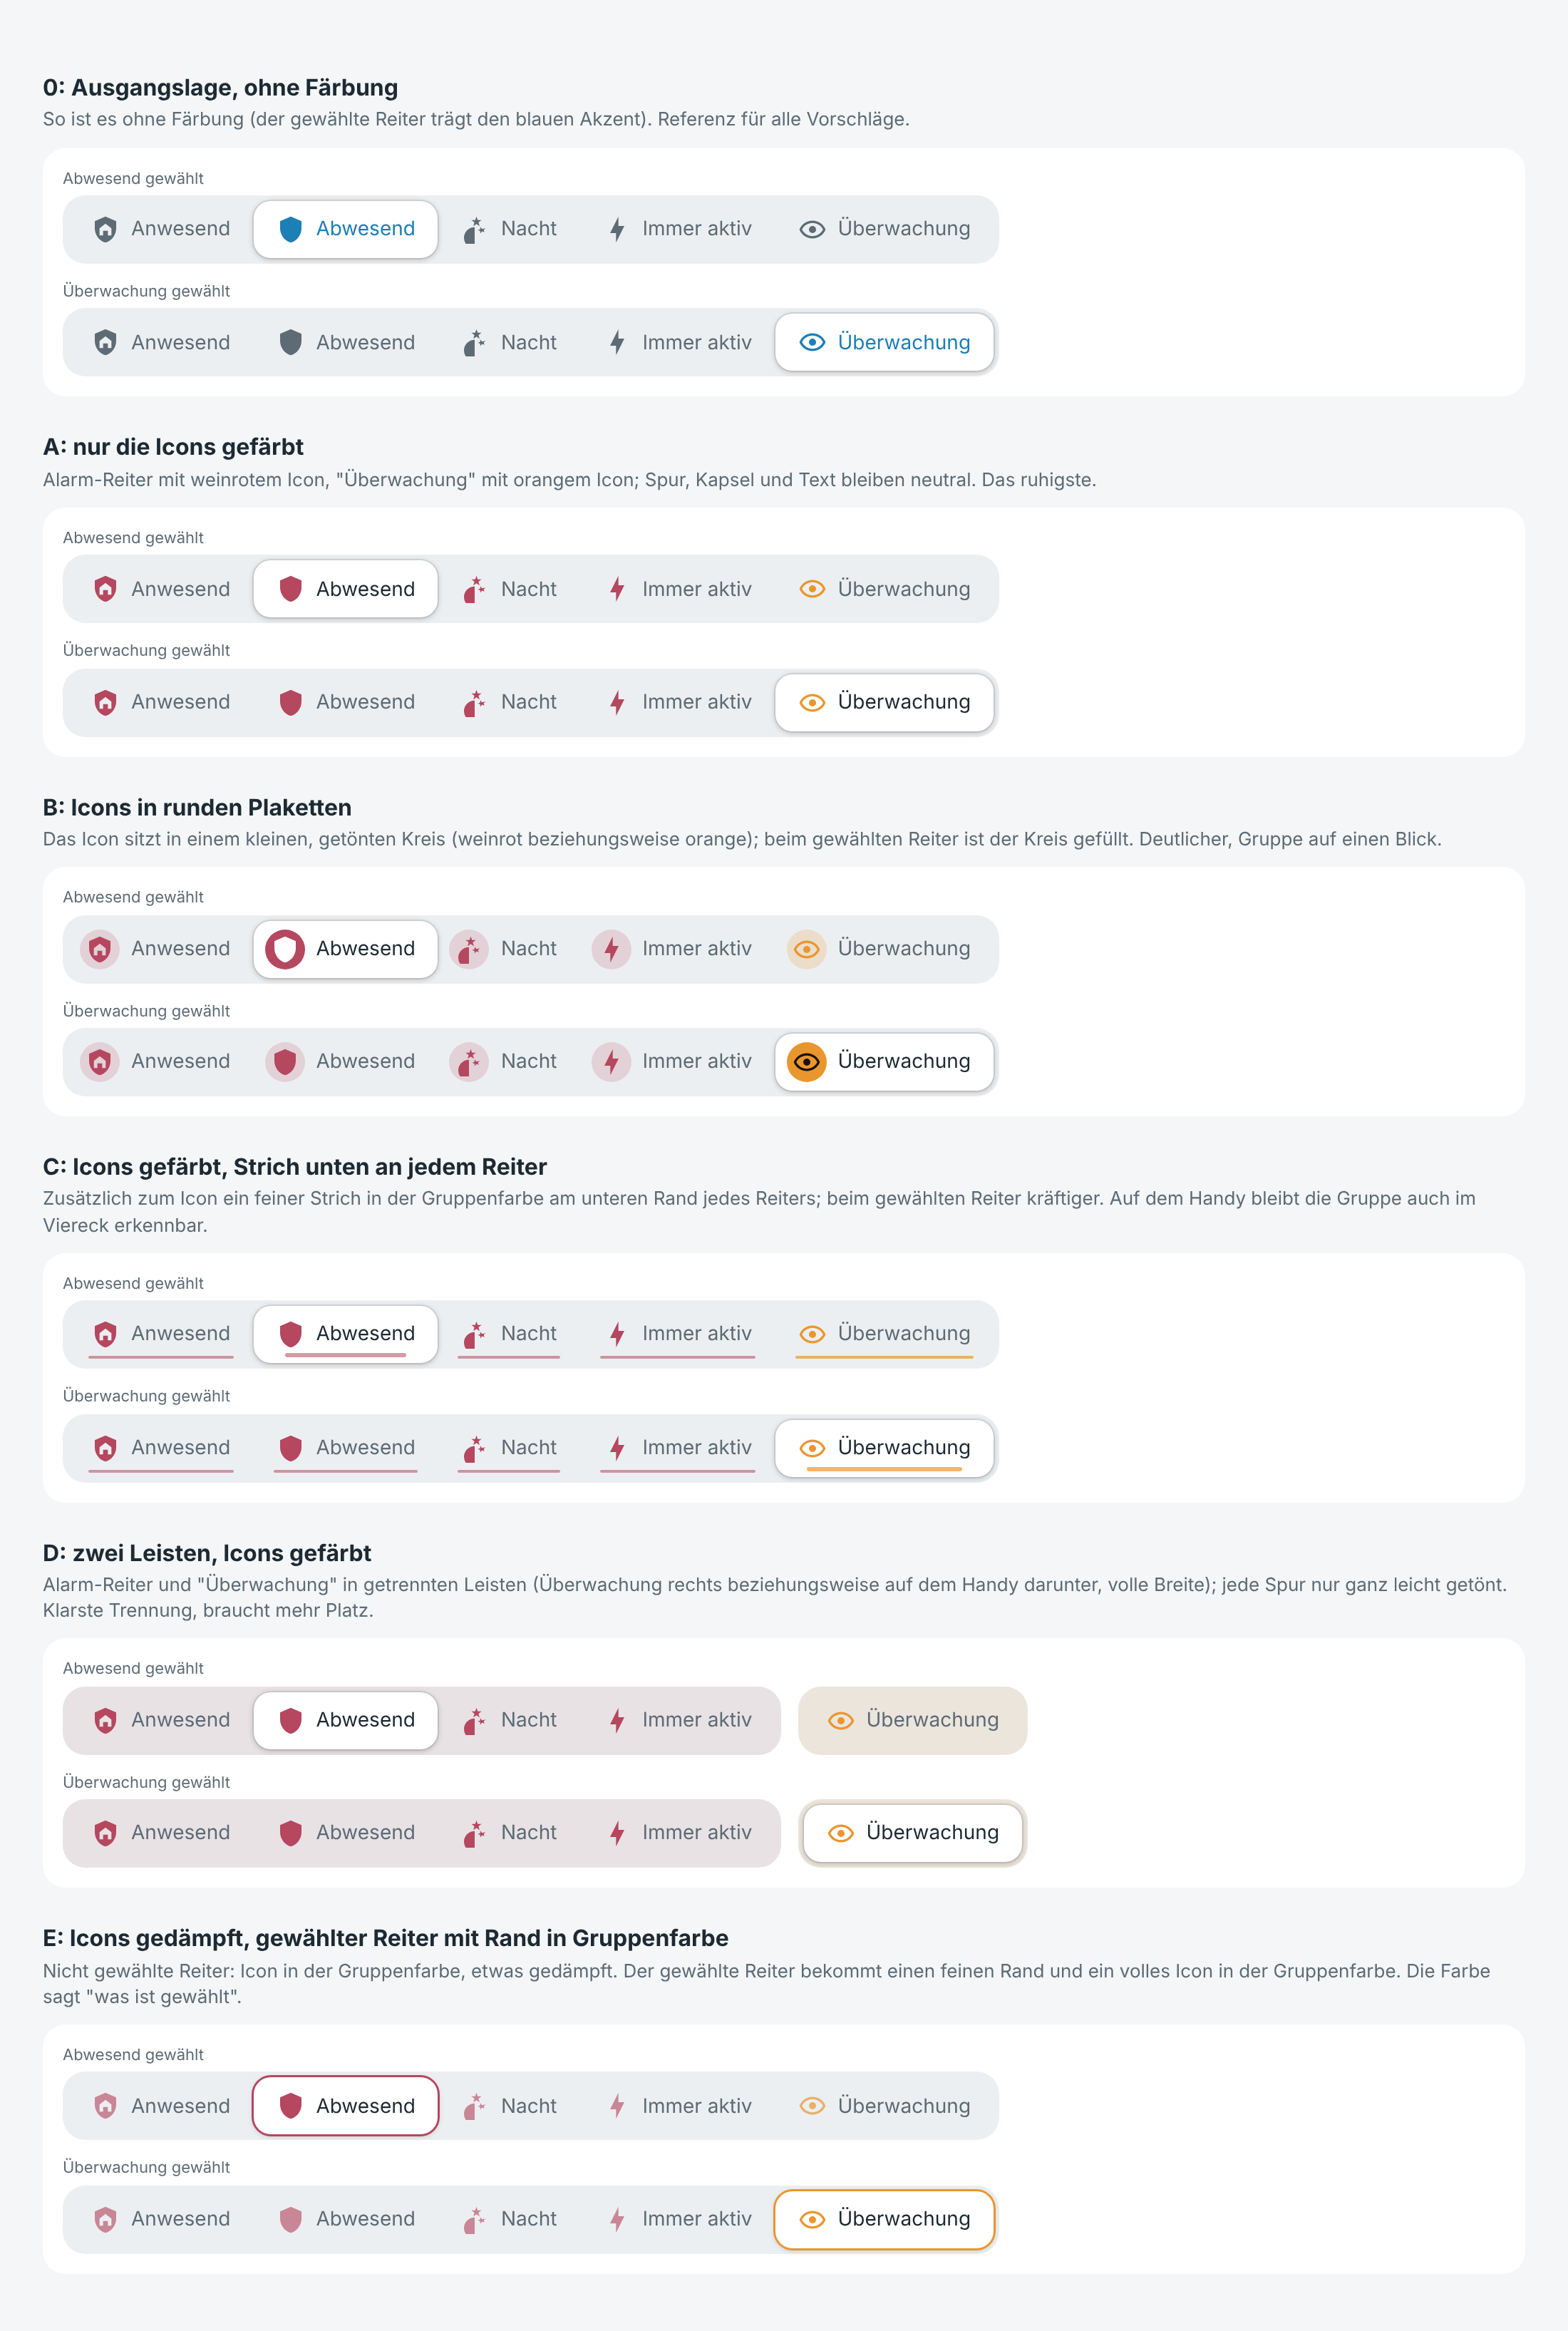 0: Ausgangslage, ohne Färbung
So ist es ohne Färbung (der gewählte Reiter trägt den blauen Akzent). Referenz für alle Vorschläge.
Abwesend gewählt
Anwesend Abwesend Nacht Immer aktiv Überwachung
Überwachung gewählt
Anwesend Abwesend Nacht Immer aktiv Überwachung
A: nur die Icons gefärbt
Alarm-Reiter mit weinrotem Icon, "Überwachung" mit orangem Icon; Spur, Kapsel und Text bleiben neutral. Das ruhigste.
Abwesend gewählt
Anwesend Abwesend Nacht Immer aktiv Überwachung
Überwachung gewählt
Anwesend Abwesend Nacht Immer aktiv Überwachung
B: Icons in runden Plaketten
Das Icon sitzt in einem kleinen, getönten Kreis (weinrot beziehungsweise orange); beim gewählten Reiter ist der Kreis gefüllt. Deutlicher, Gruppe auf einen Blick.
Abwesend gewählt
Anwesend Abwesend Nacht Immer aktiv Überwachung
Überwachung gewählt
Anwesend Abwesend Nacht Immer aktiv Überwachung
C: Icons gefärbt, Strich unten an jedem Reiter
Zusätzlich zum Icon ein feiner Strich in der Gruppenfarbe am unteren Rand jedes Reiters; beim gewählten Reiter kräftiger. Auf dem Handy bleibt die Gruppe auch im
Viereck erkennbar.
Abwesend gewählt
Anwesend Abwesend Nacht Immer aktiv Überwachung
Überwachung gewählt
Anwesend Abwesend Nacht Immer aktiv Überwachung
D: zwei Leisten, Icons gefärbt
Alarm-Reiter und "Überwachung" in getrennten Leisten (Überwachung rechts beziehungsweise auf dem Handy darunter, volle Breite); jede Spur nur ganz leicht getönt.
Klarste Trennung, braucht mehr Platz.
Abwesend gewählt
Anwesend Abwesend Nacht Immer aktiv Überwachung
Überwachung gewählt
Anwesend Abwesend Nacht Immer aktiv Überwachung
E: Icons gedämpft, gewählter Reiter mit Rand in Gruppenfarbe
Nicht gewählte Reiter: Icon in der Gruppenfarbe, etwas gedämpft. Der gewählte Reiter bekommt einen feinen Rand und ein volles Icon in der Gruppenfarbe. Die Farbe
sagt "was ist gewählt".
Abwesend gewählt
Anwesend Abwesend Nacht Immer aktiv Überwachung
Überwachung gewählt
Anwesend Abwesend Nacht Immer aktiv Überwachung